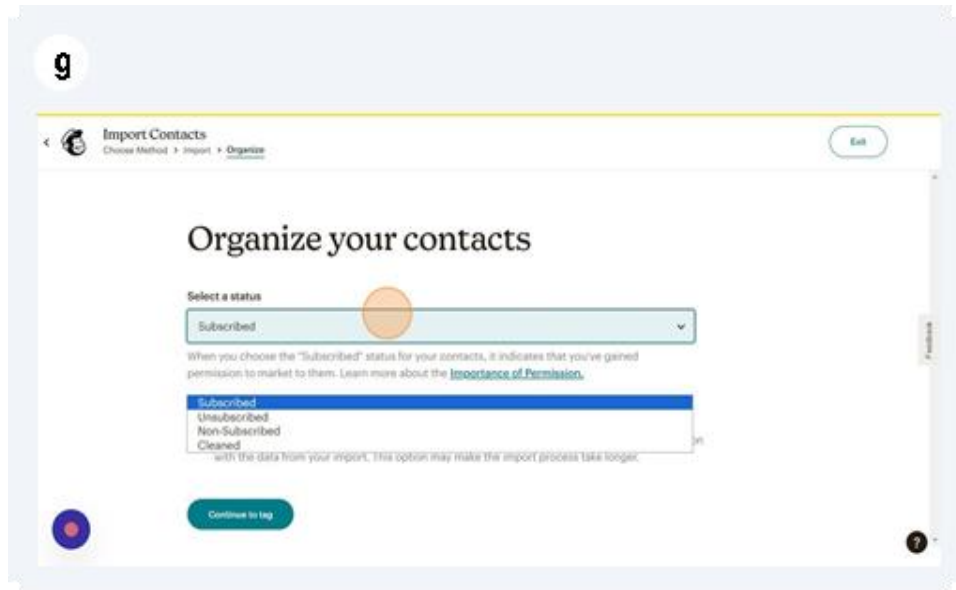 g
Import Contacts
Choose Method > Import > Organize
Exit
Organize your contacts
Select a status
Subscribed
When you choose the "Subscribed" status for your contacts, it indicates that you've gained
permission to market to them. Learn more about the Importance of Permission.
Subscribed
Unsubscribed
Non-Subscribed
Cleaned
on
with the data from your import. This option may make the import process take longer.
Continue to tag
Feedback
?